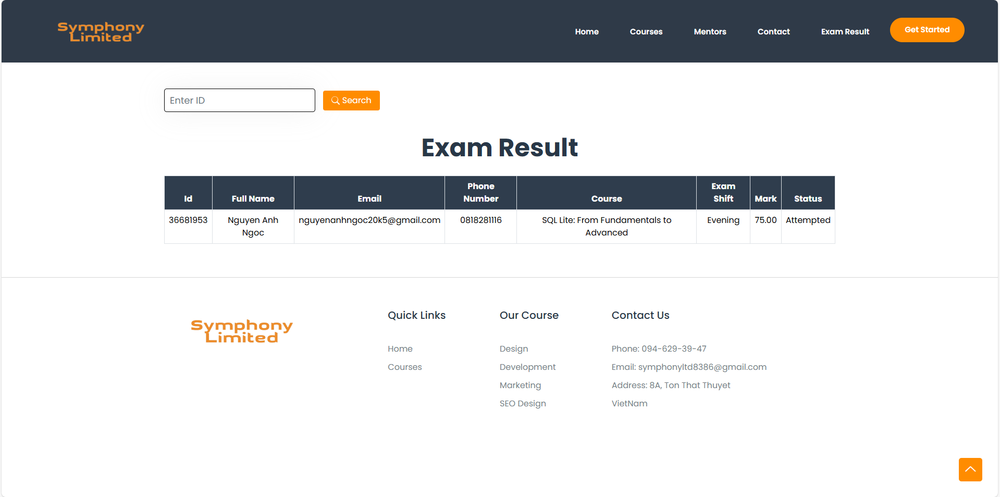 Symphony
Limited
Home
Courses
Mentors
Contact
Exam Result
Get Started
Enter ID
Search
Exam Result
Id
Full Name
Email
Phone
Number
Course
Exam
Shift
Mark
Status
36681953
Nguyen Anh
Ngoc
nguyenanhngoc20k5@gmail.com
0818281116
SQL Lite: From Fundamentals to
Advanced
Evening
75.00
Attempted
Symphony
Limited
Quick Links
Home
Courses
Our Course
Design
Development
Marketing
SEO Design
Contact Us
Phone: 094-629-39-47
Email: symphonyltd8386@gmail.com
Address: 8A, Ton That Thuyet
VietNam